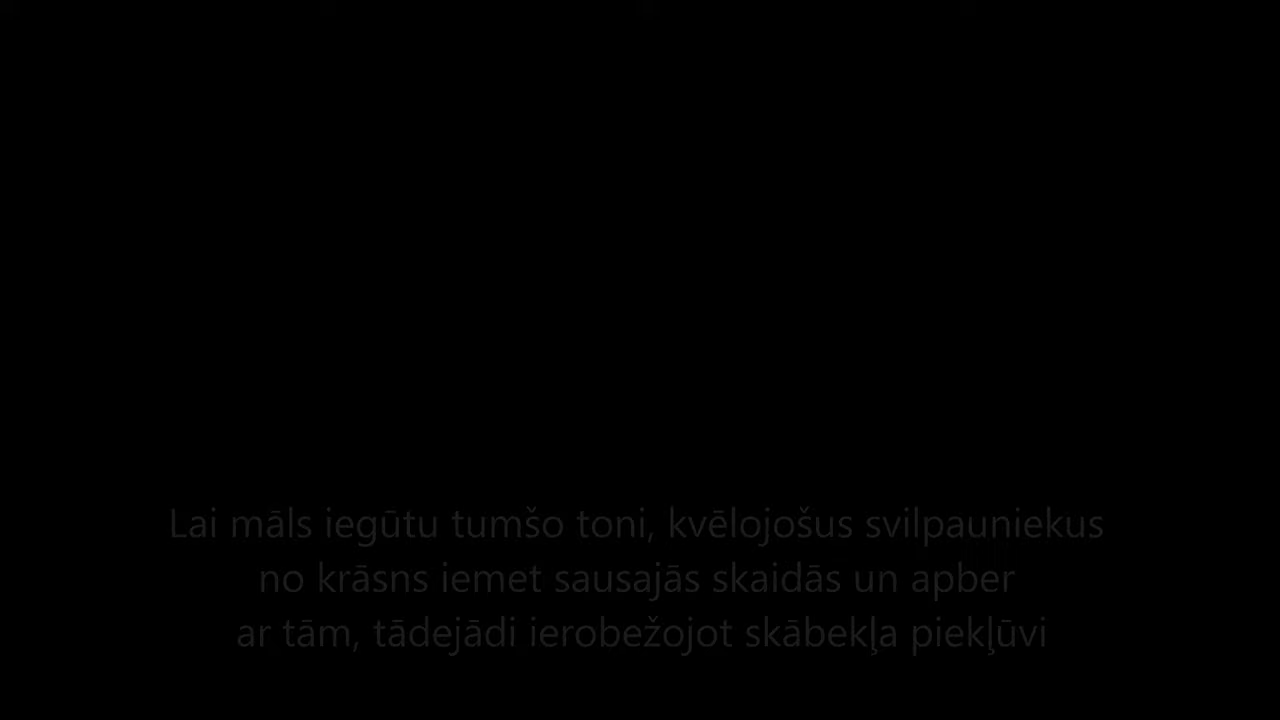 Lai māls iegūtu tumšo toni, kvēlojošus svilpauniekus
no krāsns iemet sausajās skaidās un apber
ar tām, tādejādi ierobežojot skābekļa piekļūvi